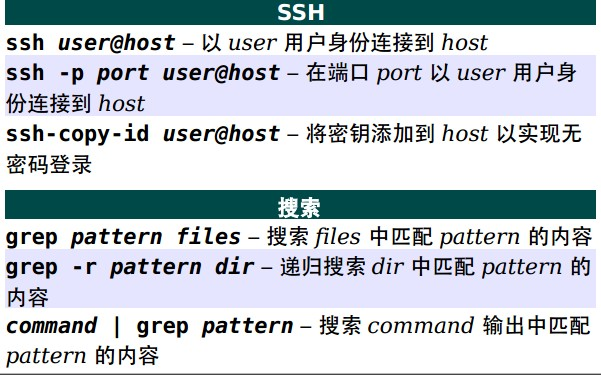 SSH
ssh user@host – 以 user 用户身份连接到 host
ssh -p port user@host – 在端口 port 以 user 用户身
份连接到 host
ssh-copy-id user@host – 将密钥添加到 host 以实现无
密码登录
搜索
grep pattern files – 搜索 files 中匹配 pattern 的内容
grep -r pattern dir – 递归搜索 dir 中匹配 pattern 的
内容
command | grep pattern – 搜索 command 输出中匹配
pattern 的内容